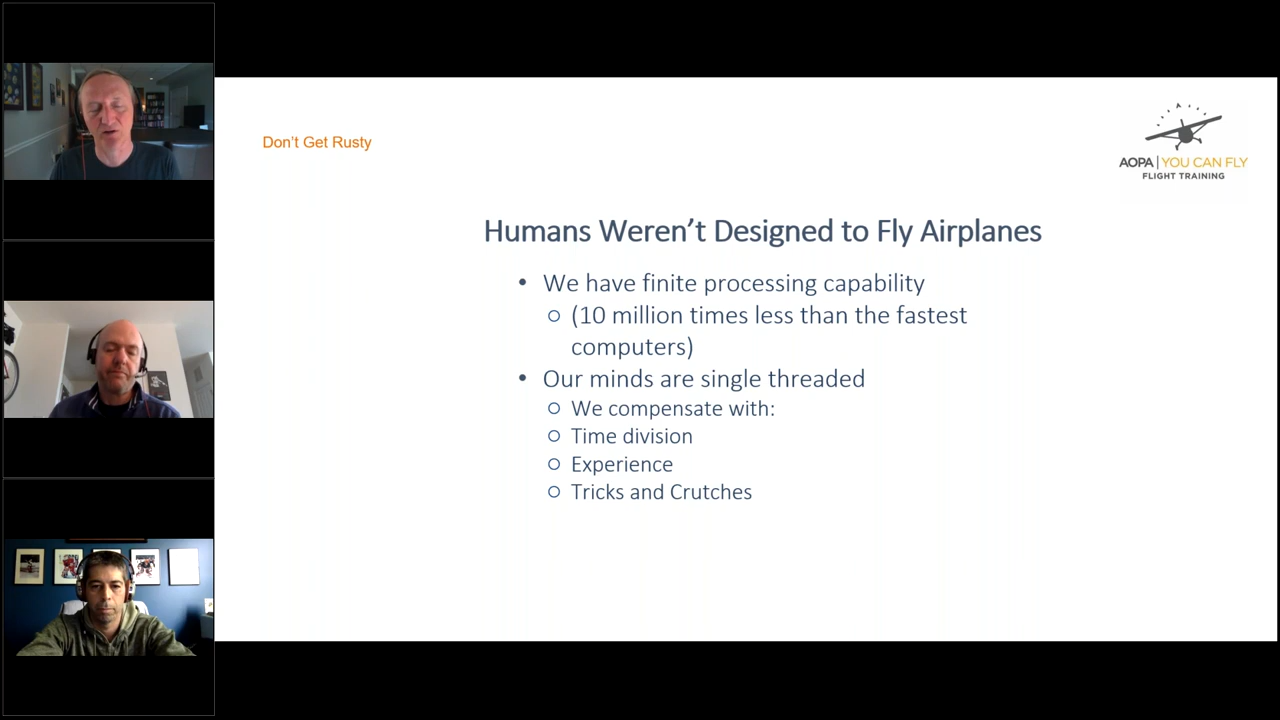 Don't Get Rusty
AOPA | YOU CAN FLY
FLIGHT TRAINING
Humans Weren't Designed to Fly Airplanes
• We have finite processing capability
○ (10 million times less than the fastest
computers)
• Our minds are single threaded
○ We compensate with:
○ Time division
○ Experience
○ Tricks and Crutches